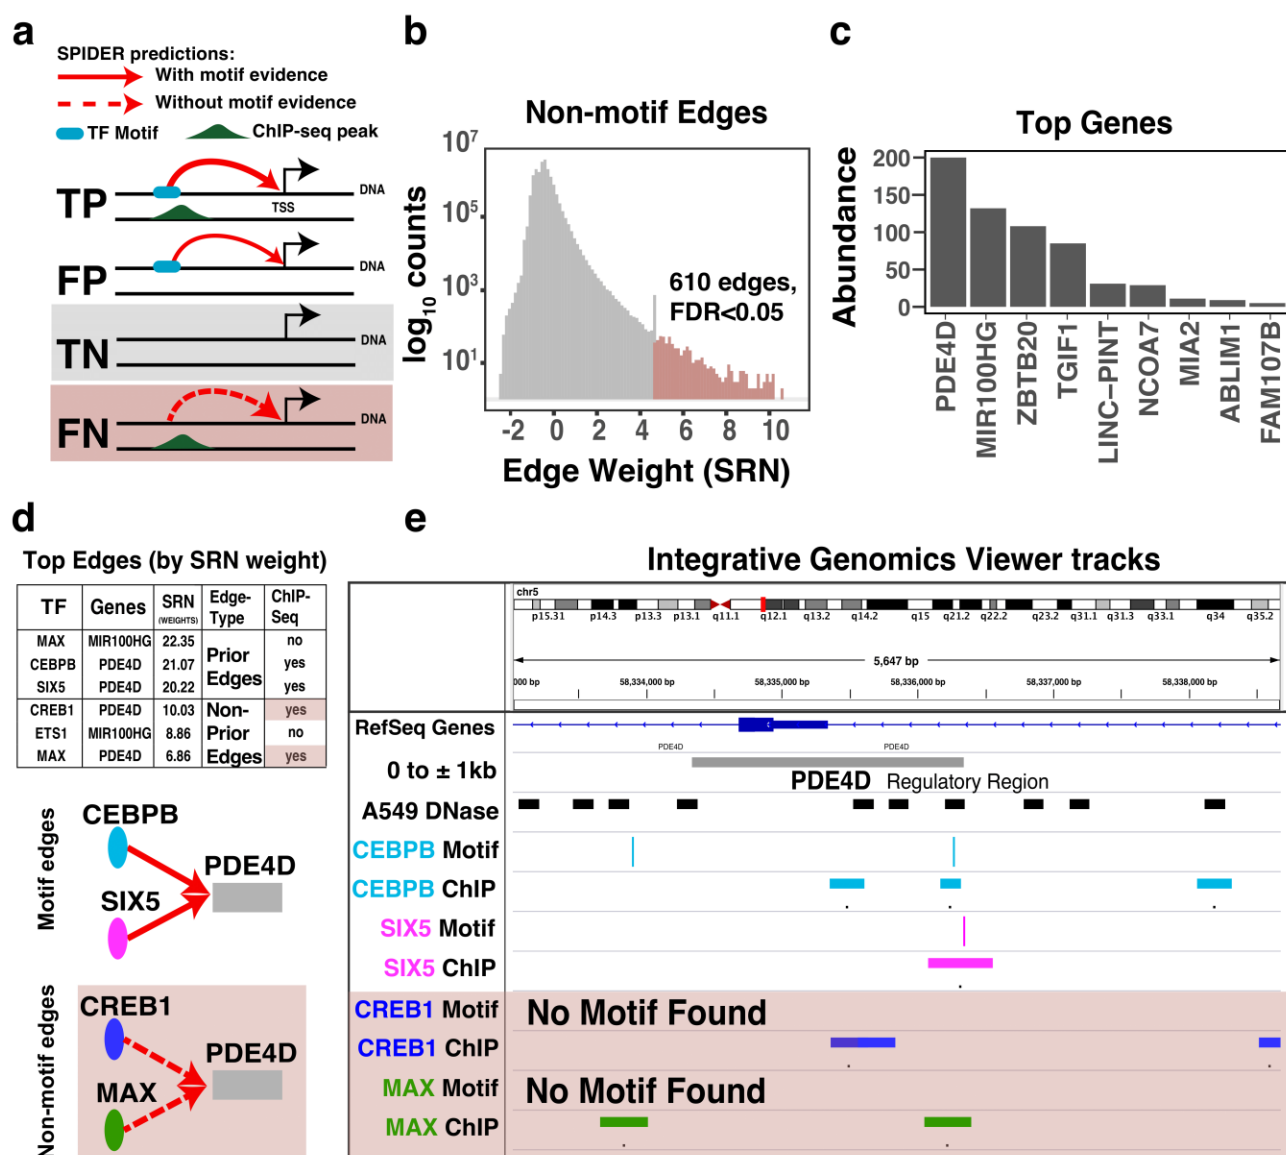 a
SPIDER predictions:
With motif evidence
Without motif evidence
TF Motif
ChIP-seq peak
TP
DNA
TSS
FP
DNA
TN
DNA
FN
DNA
b
Non-motif Edges
log10 counts
10^7
10^5
10^3
10^1
610 edges,
FDR<0.05
-2 0 2 4 6 8 10
Edge Weight (SRN)
c
Top Genes
Abundance
200
150
100
50
0
PDE4D
MIR100HG
ZBTB20
TGIF1
LINC−PINT
NCOA7
MIA2
ABLIM1
FAM107B
d
Top Edges (by SRN weight)
TF Genes SRN (WEIGHTS) Edge-Type ChIP-Seq
MAX MIR100HG 22.35 no
CEBPB PDE4D 21.07 Prior Edges yes
SIX5 PDE4D 20.22 yes
CREB1 PDE4D 10.03 Non- yes
ETS1 MIR100HG 8.86 Prior no
MAX PDE4D 6.86 Edges yes
Motif edges
CEBPB
PDE4D
SIX5
Non-motif edges
CREB1
PDE4D
MAX
e
Integrative Genomics Viewer tracks
chr5
p15.31 p14.3 p13.3 p13.1 q11.1 q12.1 q13.2 q14.2 q15 q21.2 q22.2 q23.2 q31.1 q31.3 q33.1 q34 q35.2
5,647 bp
000 bp 58,334,000 bp 58,335,000 bp 58,336,000 bp 58,337,000 bp 58,338,000 bp
RefSeq Genes
PDE4D PDE4D
0 to ± 1kb
PDE4D Regulatory Region
A549 DNase
CEBPB Motif
CEBPB ChIP
SIX5 Motif
SIX5 ChIP
CREB1 Motif No Motif Found
CREB1 ChIP
MAX Motif No Motif Found
MAX ChIP